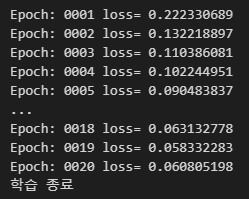 Epoch: 0001 loss= 0.222330689
Epoch: 0002 loss= 0.132218897
Epoch: 0003 loss= 0.110386081
Epoch: 0004 loss= 0.102244951
Epoch: 0005 loss= 0.090483837
...
Epoch: 0018 loss= 0.063132778
Epoch: 0019 loss= 0.058332283
Epoch: 0020 loss= 0.060805198
학습 종료